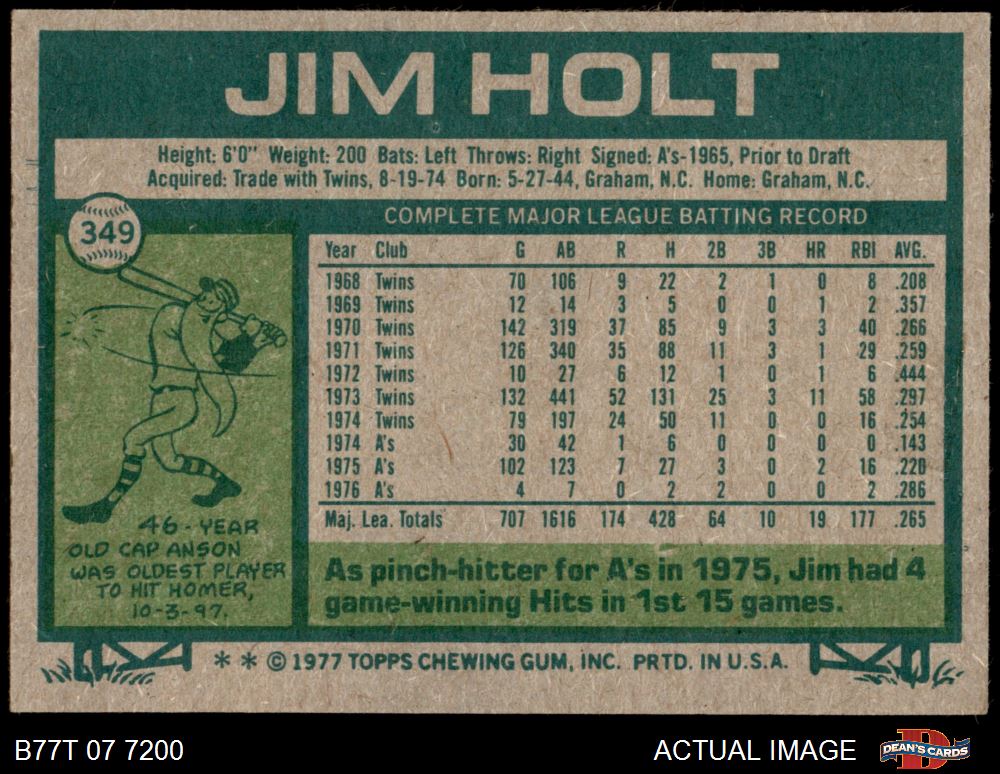 JIM HOLT
Height: 6'0" Weight: 200 Bats: Left Throws: Right Signed: A's-1965, Prior to Draft
Acquired: Trade with Twins, 8-19-74 Born: 5-27-44, Graham, N.C. Home: Graham, N.C.
349
COMPLETE MAJOR LEAGUE BATTING RECORD
Year Club G AB R H 2B 3B HR RBI AVG.
1968 Twins 70 106 9 22 2 1 0 8 .208
1969 Twins 12 14 3 5 0 0 1 2 .357
1970 Twins 142 319 37 85 9 3 3 40 .266
1971 Twins 126 340 35 88 11 3 1 29 .259
1972 Twins 10 27 6 12 1 0 1 6 .444
1973 Twins 132 441 52 131 25 3 11 58 .297
1974 Twins 79 197 24 50 11 0 0 16 .254
1974 A's 30 42 1 6 0 0 0 0 .143
1975 A's 102 123 7 27 3 0 2 16 .220
1976 A's 4 7 0 2 2 0 0 2 .286
Maj. Lea. Totals 707 1616 174 428 64 10 19 177 .265
46-YEAR
OLD CAP ANSON
WAS OLDEST PLAYER
TO HIT HOMER,
10-3-97.
As pinch-hitter for A's in 1975, Jim had 4
game-winning Hits in 1st 15 games.
* * © 1977 TOPPS CHEWING GUM, INC. PRTD. IN U.S.A.
B77T 07 7200
ACTUAL IMAGE
DEAN'S CARDS